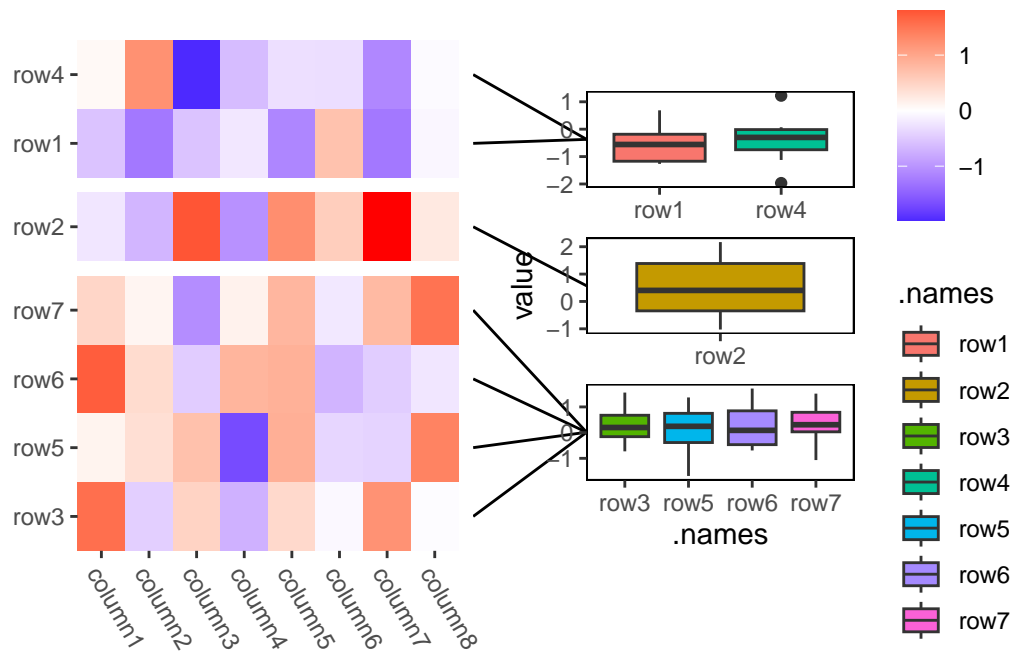 row4
row1
row2
row7
row6
row5
row3
column1
column2
column3
column4
column5
column6
column7
column8
value
1
0
−1
−2
row1 row4
2
1
0
−1
row2
1
0
−1
row3 row5 row6 row7
.names
1
0
−1
.names
row1
row2
row3
row4
row5
row6
row7